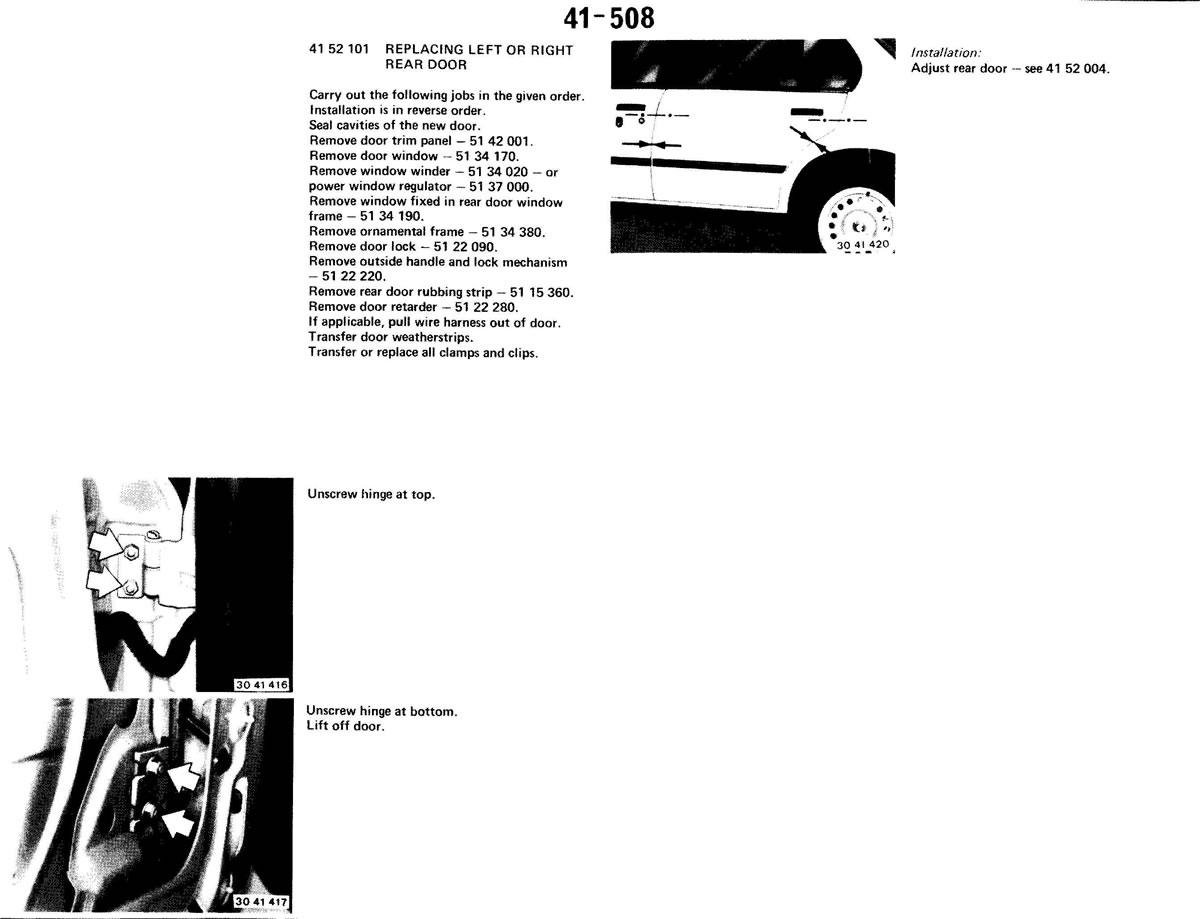 41-508
41 52 101 REPLACING LEFT OR RIGHT
REAR DOOR
Carry out the following jobs in the given order.
Installation is in reverse order.
Seal cavities of the new door.
Remove door trim panel — 51 42 001.
Remove door window — 51 34 170.
Remove window winder — 51 34 020 — or
power window regulator — 51 37 000.
Remove window fixed in rear door window
frame — 51 34 190.
Remove ornamental frame — 51 34 380.
Remove door lock — 51 22 090.
Remove outside handle and lock mechanism
— 51 22 220.
Remove rear door rubbing strip — 51 15 360.
Remove door retarder — 51 22 280.
If applicable, pull wire harness out of door.
Transfer door weatherstrips.
Transfer or replace all clamps and clips.
30 41 420
Installation:
Adjust rear door — see 41 52 004.
Unscrew hinge at top.
30 41 416
Unscrew hinge at bottom.
Lift off door.
30 41 417